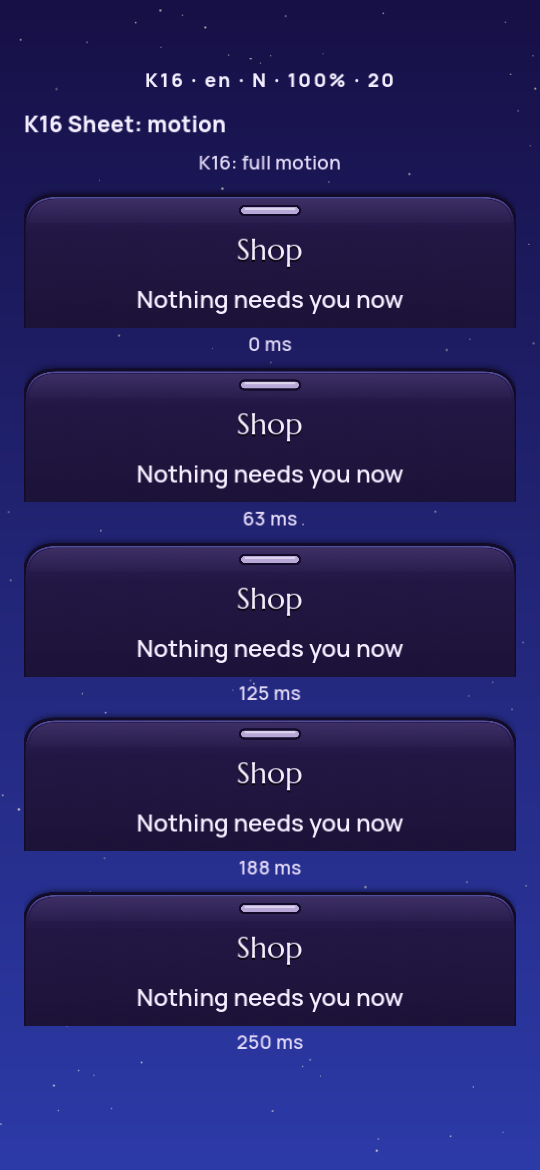 K16 · en · N · 100% · 20
K16 Sheet: motion
K16: full motion
Shop
Nothing needs you now
0 ms
Shop
Nothing needs you now
63 ms
Shop
Nothing needs you now
125 ms
Shop
Nothing needs you now
188 ms
Shop
Nothing needs you now
250 ms